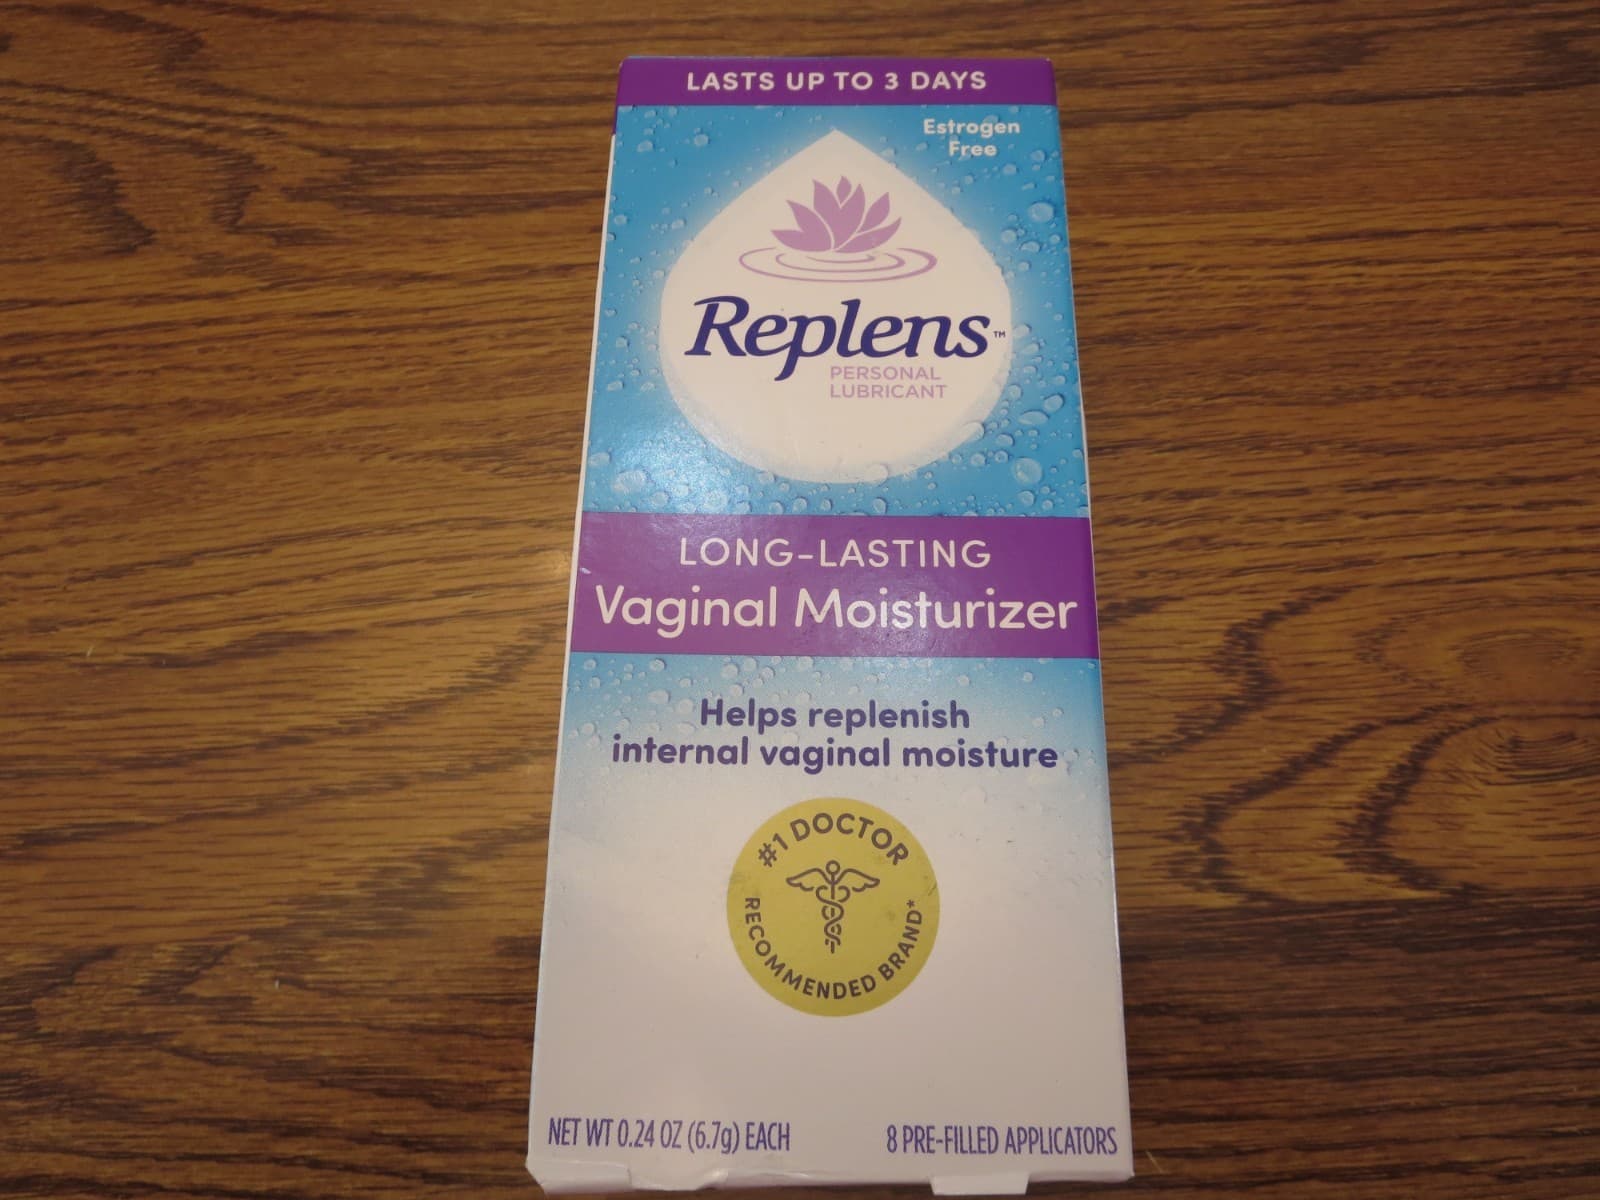 LASTS UP TO 3 DAYS
Estrogen
Free
Replens™
PERSONAL
LUBRICANT
LONG-LASTING
Vaginal Moisturizer
Helps replenish
internal vaginal moisture
#1 DOCTOR
RECOMMENDED BRAND*
NET WT 0.24 OZ (6.7g) EACH
8 PRE-FILLED APPLICATORS